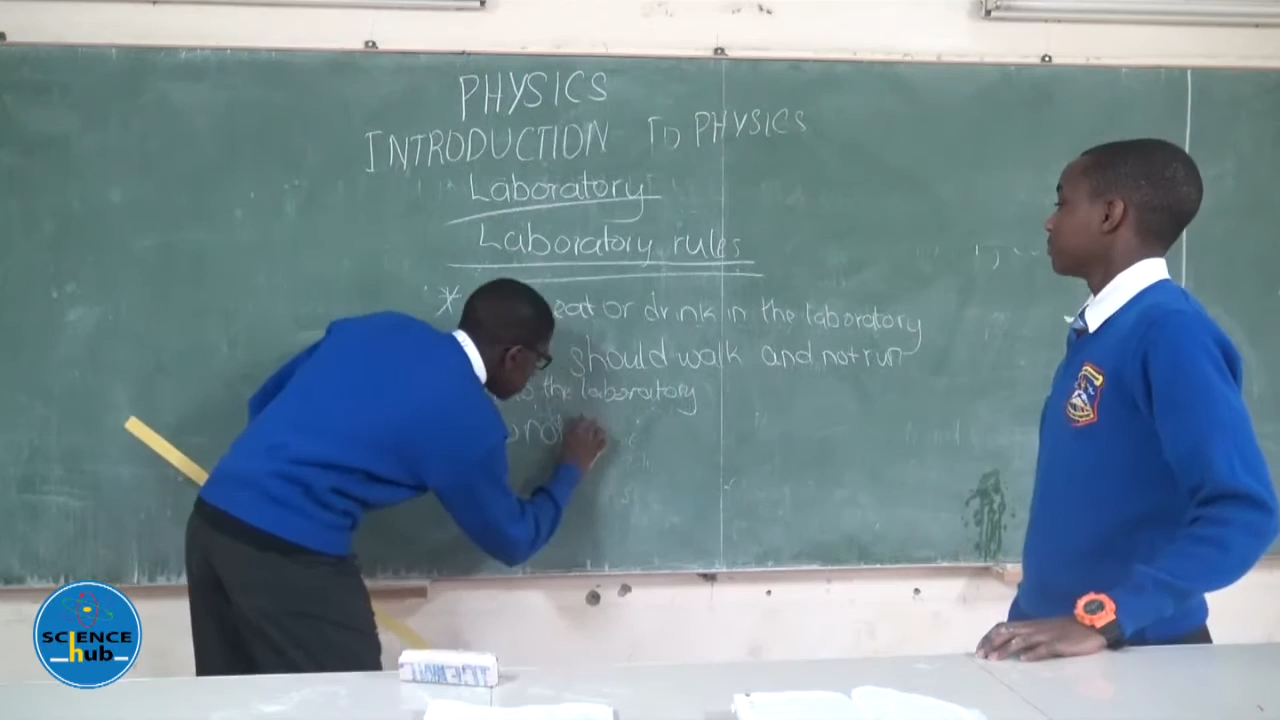 PHYSICS
INTRODUCTION TO PHYSICS
Laboratory
Laboratory rules
* eat or drink in the laboratory
should walk and not run
the laboratory
not
SCIENCE
hub